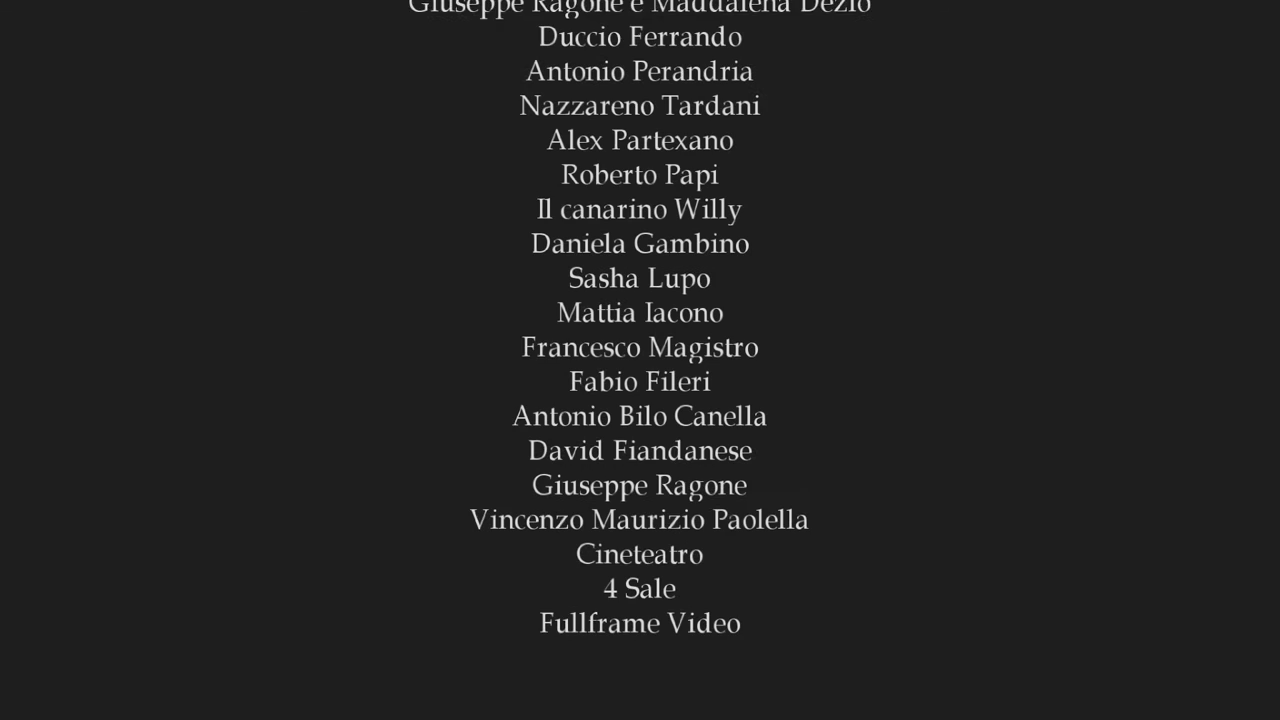 Giuseppe Ragone e Maddalena Dezio
Duccio Ferrando
Antonio Perandria
Nazzareno Tardani
Alex Partexano
Roberto Papi
Il canarino Willy
Daniela Gambino
Sasha Lupo
Mattia Iacono
Francesco Magistro
Fabio Fileri
Antonio Bilo Canella
David Fiandanese
Giuseppe Ragone
Vincenzo Maurizio Paolella
Cineteatro
4 Sale
Fullframe Video